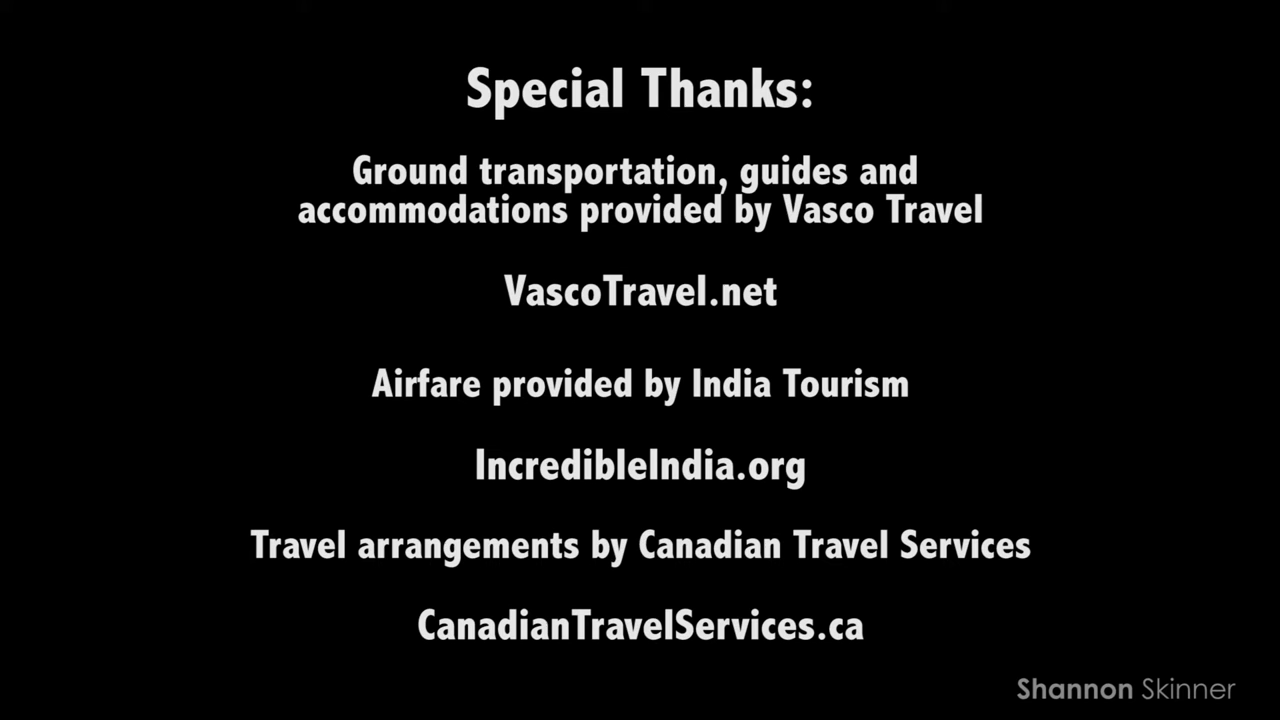 Special Thanks:
Ground transportation, guides and
accommodations provided by Vasco Travel
VascoTravel.net
Airfare provided by India Tourism
IncredibleIndia.org
Travel arrangements by Canadian Travel Services
CanadianTravelServices.ca
Shannon Skinner